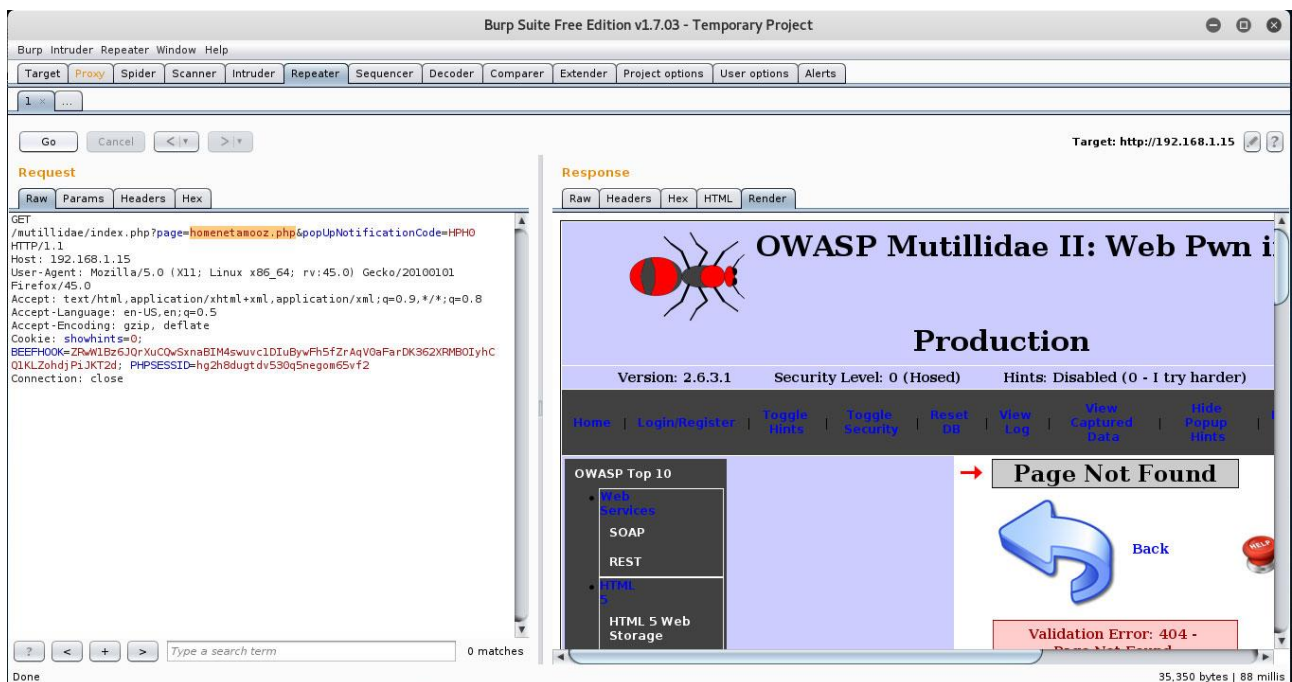 Burp Suite Free Edition v1.7.03 - Temporary Project
Burp Intruder Repeater Window Help
Target Proxy Spider Scanner Intruder Repeater Sequencer Decoder Comparer Extender Project options User options Alerts
1 × ...
Go Cancel < > Target: http://192.168.1.15 ?
Request
Raw Params Headers Hex
GET
/mutillidae/index.php?page=homenetamooz.php&popUpNotificationCode=HPH0
HTTP/1.1
Host: 192.168.1.15
User-Agent: Mozilla/5.0 (X11; Linux x86_64; rv:45.0) Gecko/20100101
Firefox/45.0
Accept: text/html,application/xhtml+xml,application/xml;q=0.9,*/*;q=0.8
Accept-Language: en-US,en;q=0.5
Accept-Encoding: gzip, deflate
Cookie: showhints=0;
BEEFHOOK=ZRwWlBz6JQrXuCQwSxnaBIM4swuvclDIuBywFh5fZrAqV0aFarDK362XRMBOIyhC
Q1KLZohdjPiJKT2d; PHPSESSID=hg2h8dugtdv530q5negom65vf2
Connection: close
? < + > Type a search term 0 matches
Done
Response
Raw Headers Hex HTML Render
OWASP Mutillidae II: Web Pwn i
Production
Version: 2.6.3.1 Security Level: 0 (Hosed) Hints: Disabled (0 - I try harder)
Home | Login/Register | Toggle Hints | Toggle Security | Reset DB | View Log | View Captured Data | Hide Popup Hints |
OWASP Top 10
Web Services
SOAP
REST
HTML 5
HTML 5 Web Storage
Page Not Found
Back
HELP
Validation Error: 404 -
Page Not Found
35,350 bytes | 88 millis